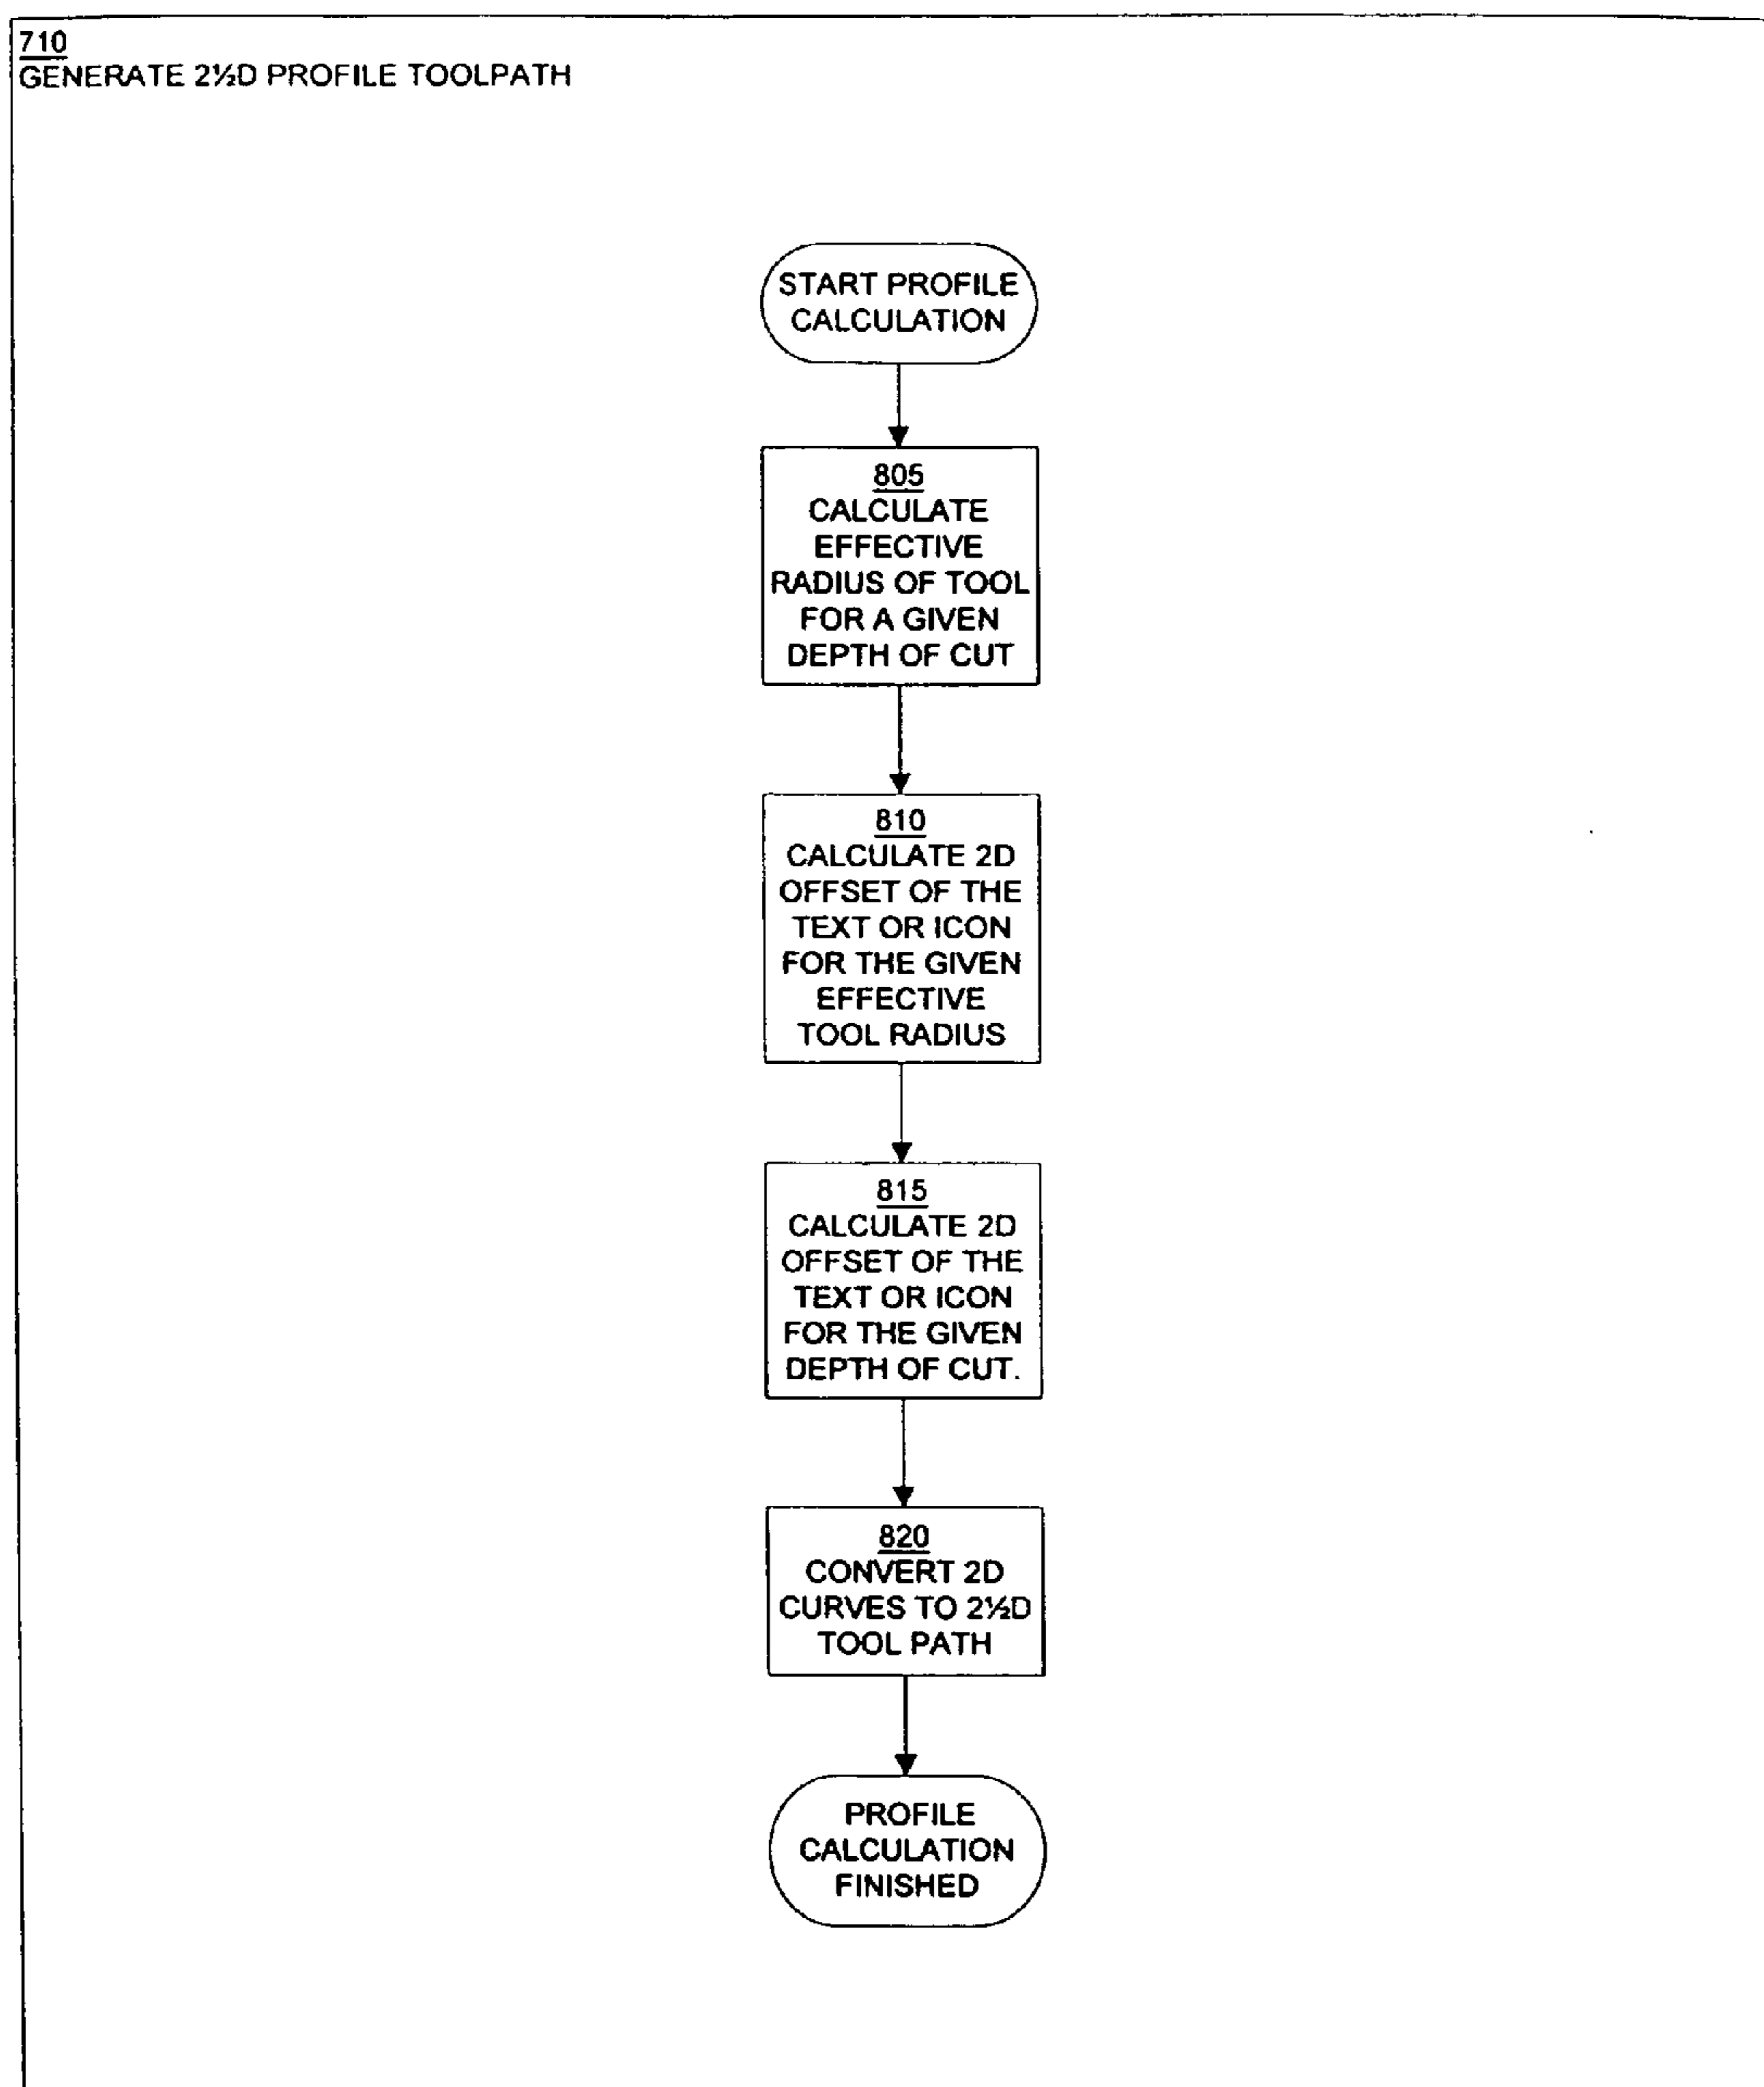 710
GENERATE 2½D PROFILE TOOLPATH
START PROFILE
CALCULATION
805
CALCULATE
EFFECTIVE
RADIUS OF TOOL
FOR A GIVEN
DEPTH OF CUT
810
CALCULATE 2D
OFFSET OF THE
TEXT OR ICON
FOR THE GIVEN
EFFECTIVE
TOOL RADIUS
815
CALCULATE 2D
OFFSET OF THE
TEXT OR ICON
FOR THE GIVEN
DEPTH OF CUT.
820
CONVERT 2D
CURVES TO 2½D
TOOL PATH
PROFILE
CALCULATION
FINISHED